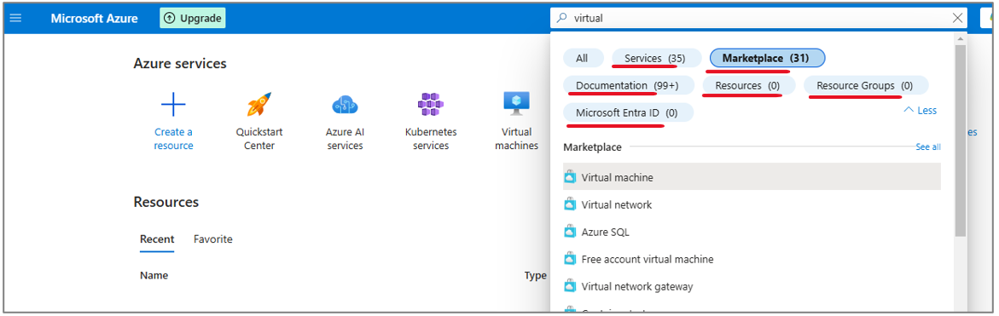 Microsoft Azure Upgrade virtual
All Services (35) Marketplace (31)
Azure services
Documentation (99+) Resources (0) Resource Groups (0)
Microsoft Entra ID (0) Less
Create a resource
Quickstart Center
Azure AI services
Kubernetes services
Virtual machines
es
Marketplace See all
Virtual machine
Virtual network
Azure SQL
Free account virtual machine
Virtual network gateway
Resources
Recent Favorite
Name Type